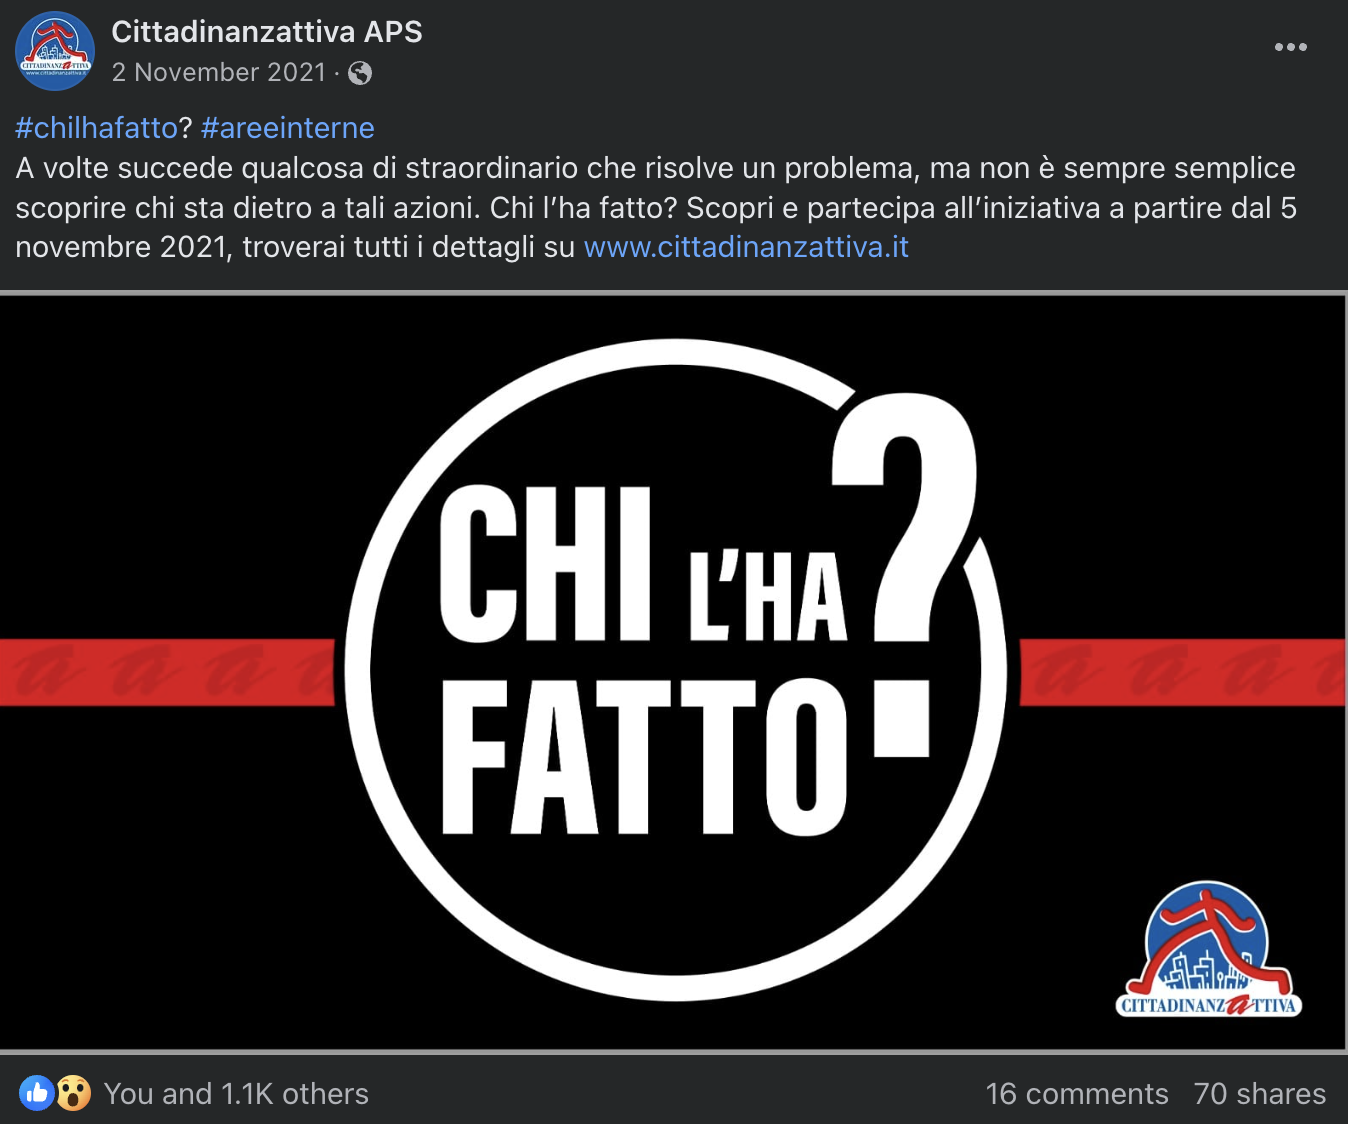 Cittadinanzattiva APS
2 November 2021 ·
#chilhafatto? #areeinterne
A volte succede qualcosa di straordinario che risolve un problema, ma non è sempre semplice
scoprire chi sta dietro a tali azioni. Chi l'ha fatto? Scopri e partecipa all'iniziativa a partire dal 5
novembre 2021, troverai tutti i dettagli su www.cittadinanzattiva.it
CHI L'HA
FATTO?
a a a a a a a a
CITTADINANZATTIVA
You and 1.1K others 16 comments 70 shares